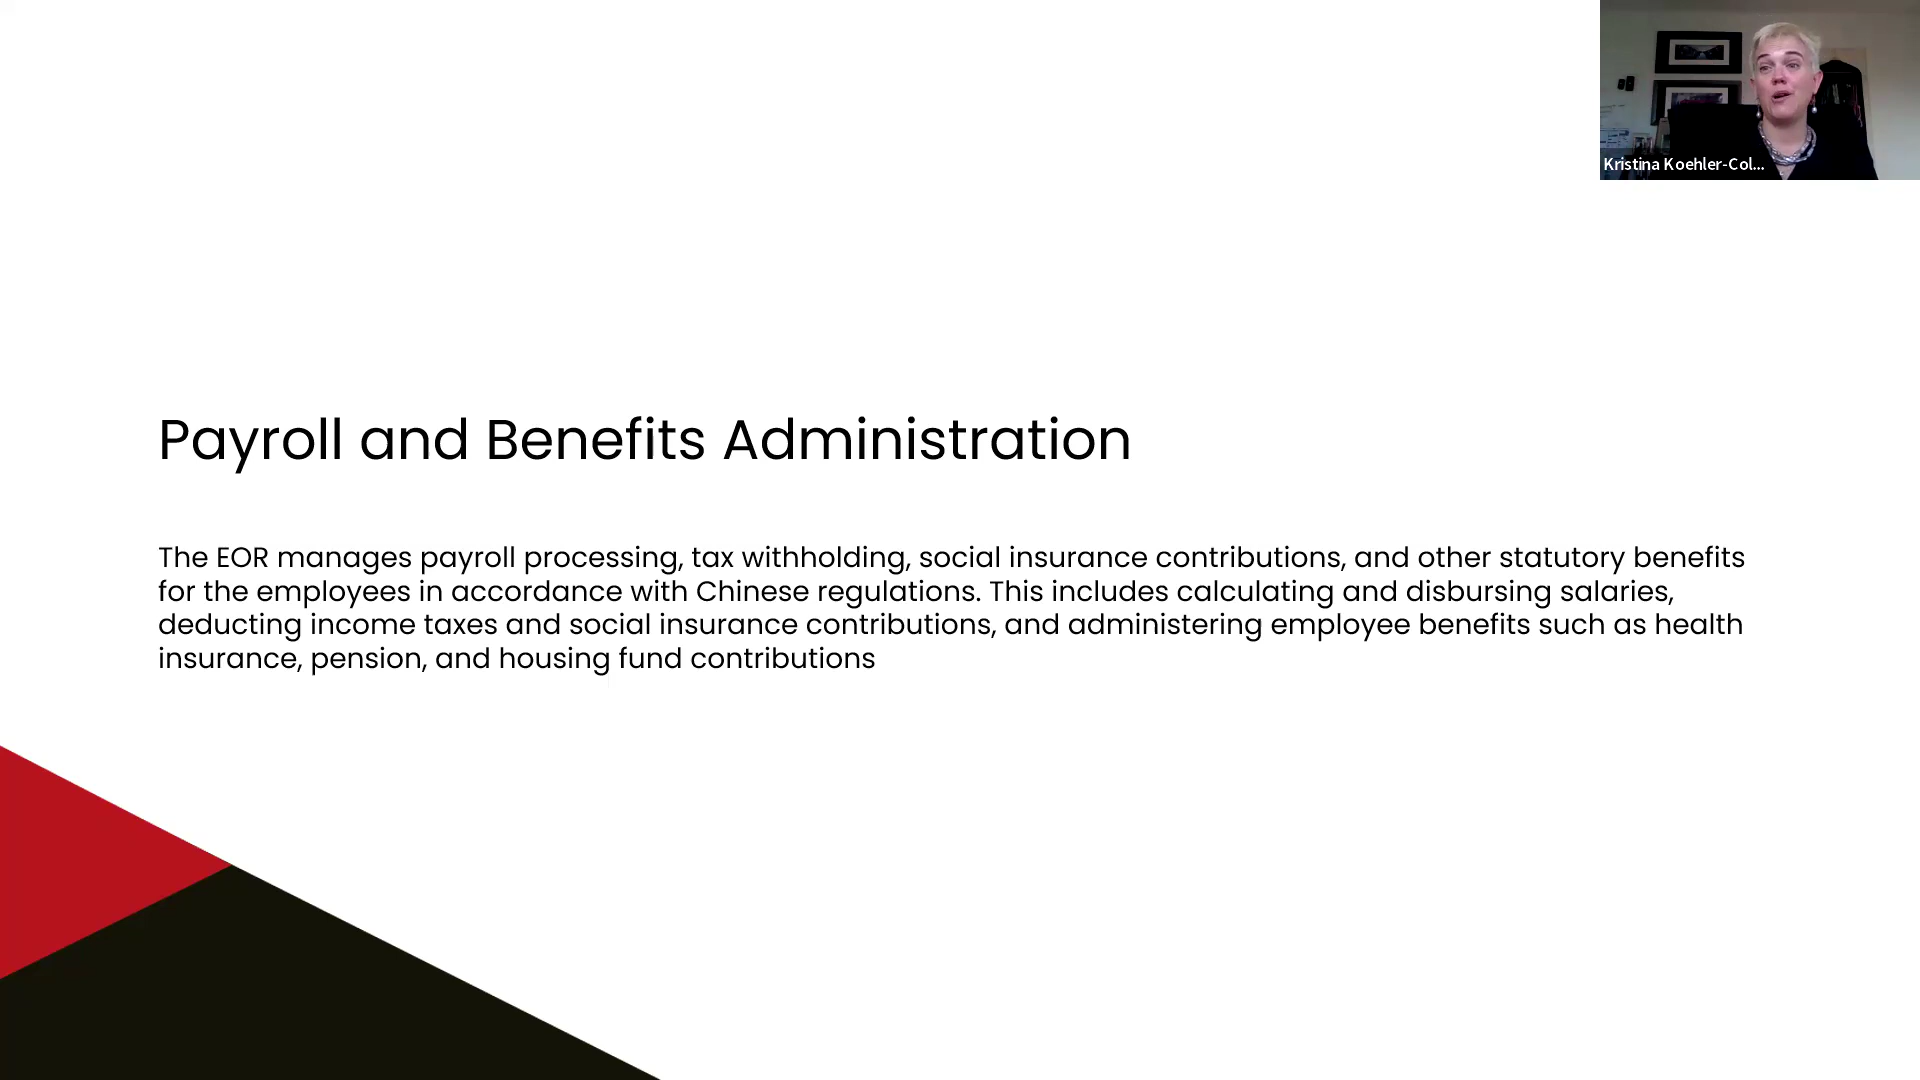 Kristina Koehler-Col...
Payroll and Benefits Administration
The EOR manages payroll processing, tax withholding, social insurance contributions, and other statutory benefits
for the employees in accordance with Chinese regulations. This includes calculating and disbursing salaries,
deducting income taxes and social insurance contributions, and administering employee benefits such as health
insurance, pension, and housing fund contributions